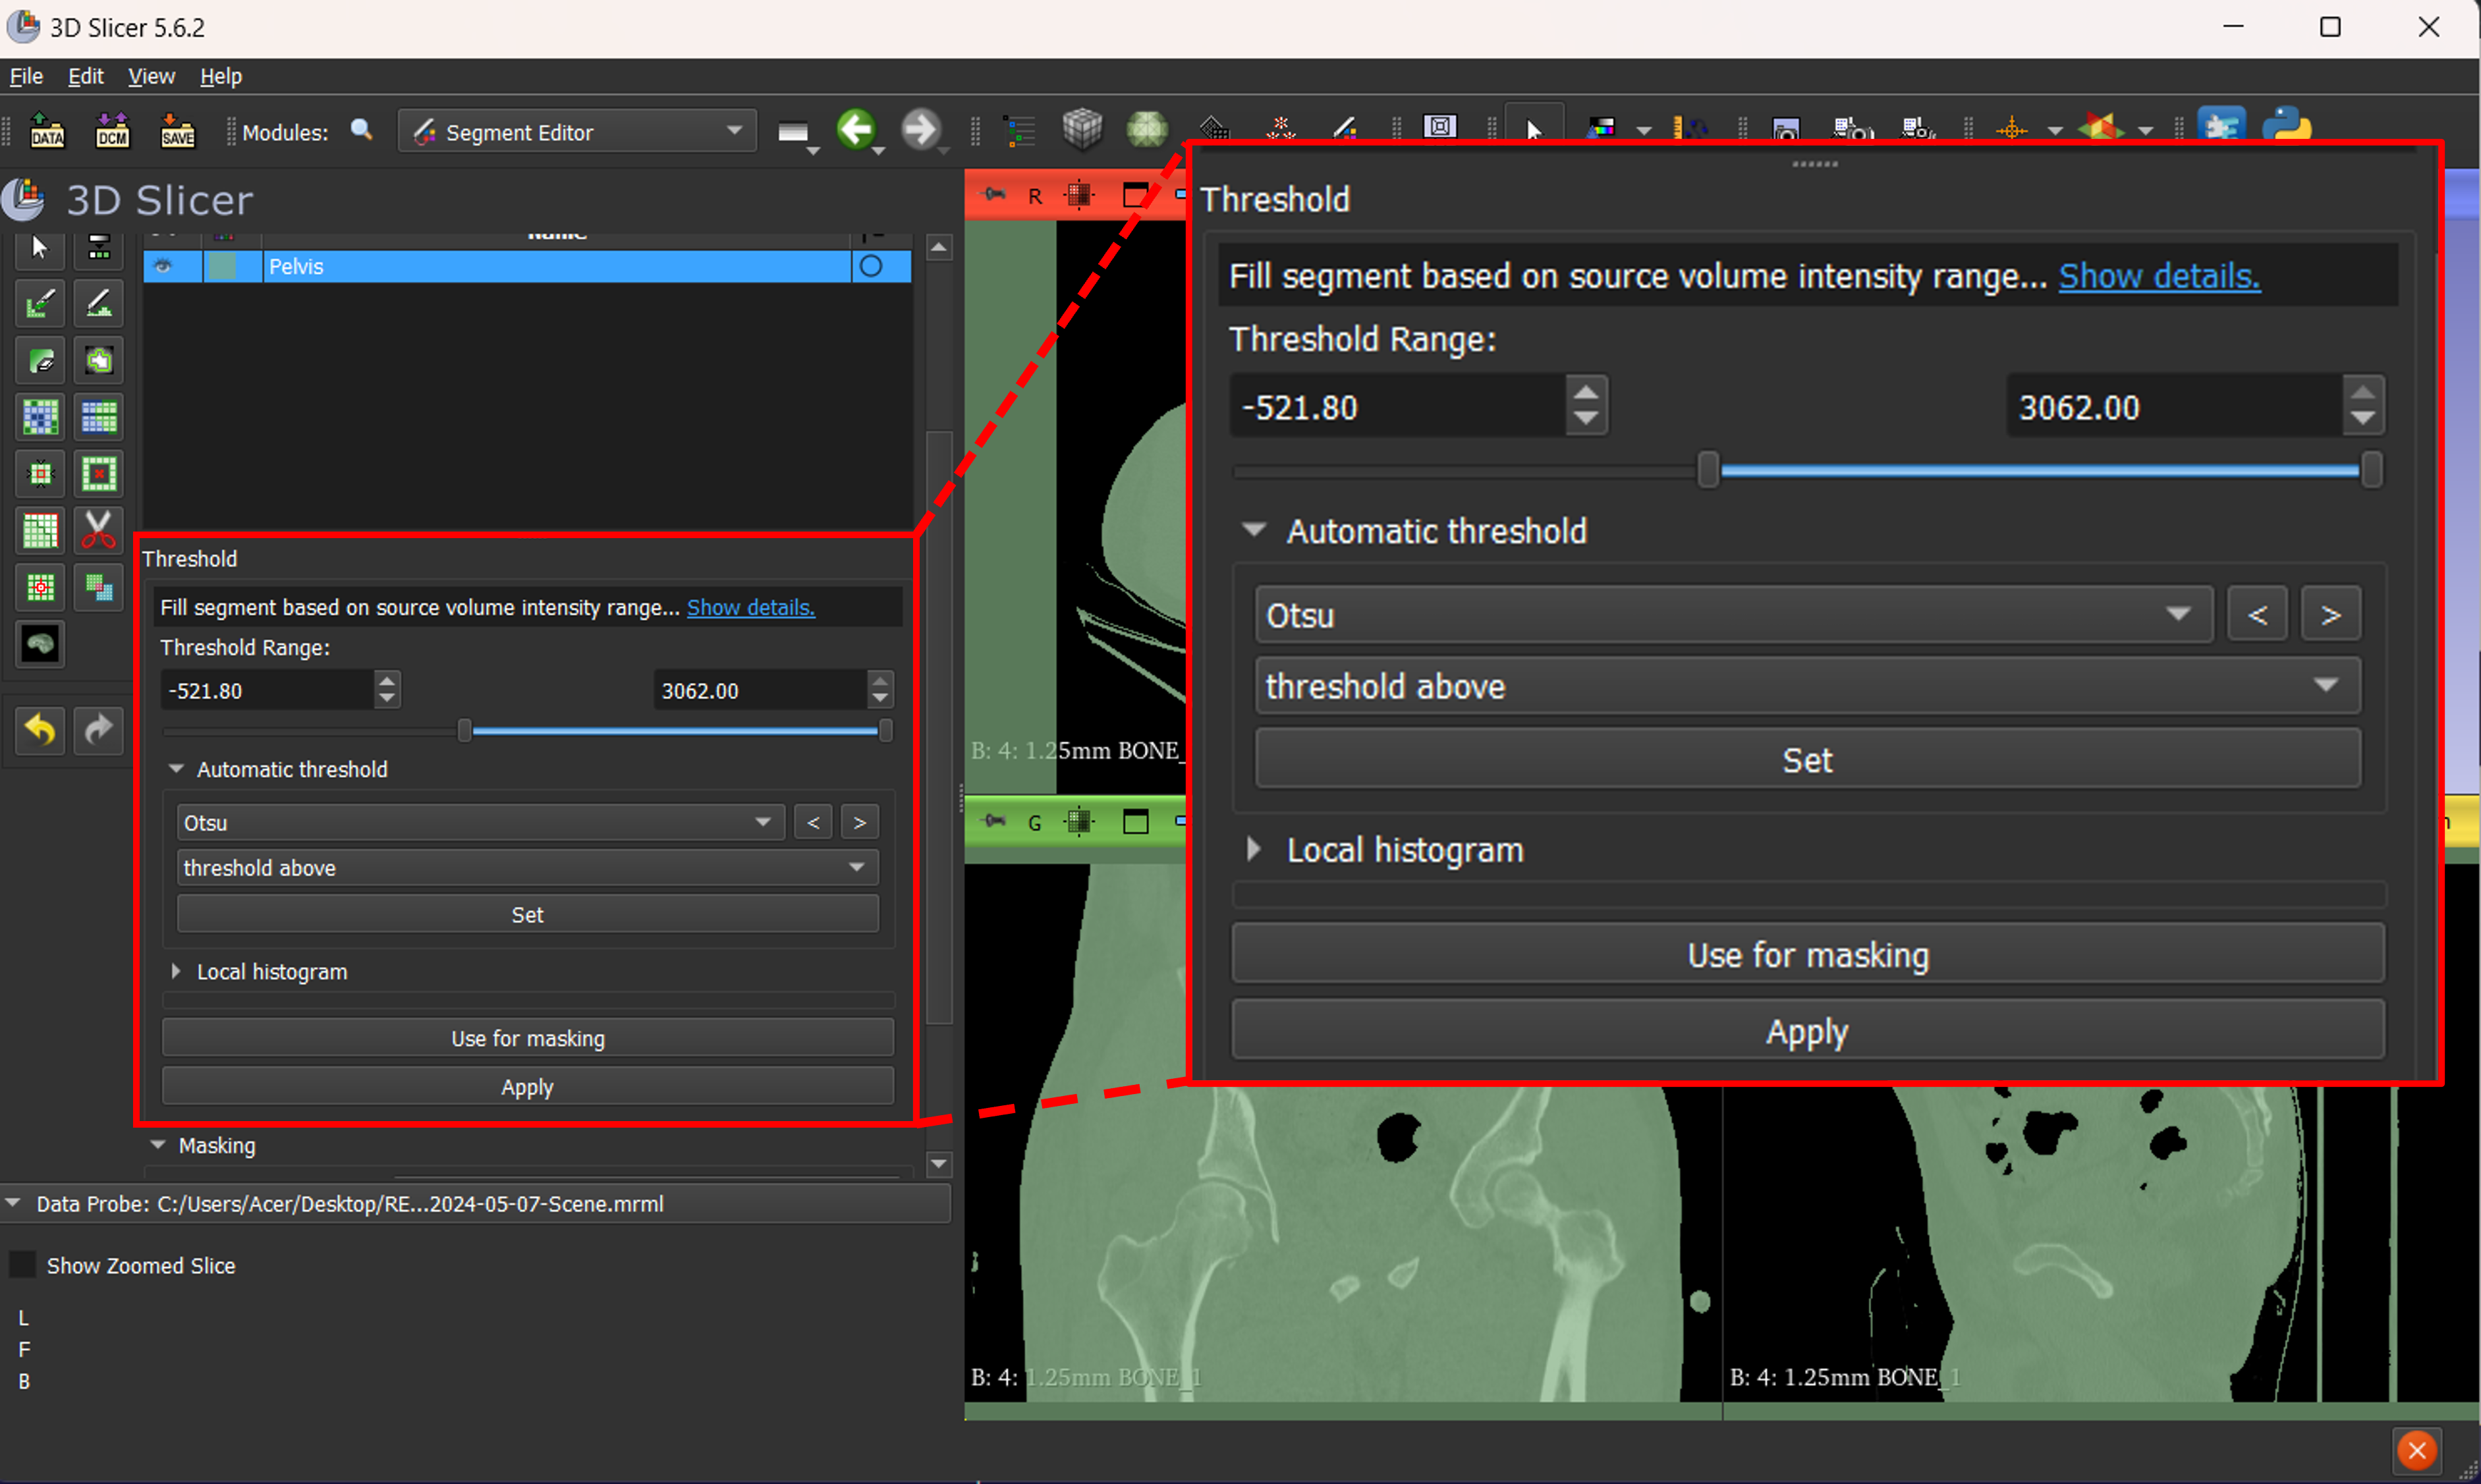 3D Slicer 5.6.2
File Edit View Help
DATA DCM SAVE Modules: Segment Editor
3D Slicer
Name
Pelvis
Threshold
Fill segment based on source volume intensity range... Show details.
Threshold Range:
-521.80 3062.00
Automatic threshold
Otsu < >
threshold above
Set
Local histogram
Use for masking
Apply
Masking
Data Probe: C:/Users/Acer/Desktop/RE...2024-05-07-Scene.mrml
Show Zoomed Slice
L
F
B
R
B: 4: 1.25mm BONE_
G
B: 4: 1.25mm BONE_1
B: 4: 1.25mm BONE_1
Threshold
Fill segment based on source volume intensity range... Show details.
Threshold Range:
-521.80 3062.00
Automatic threshold
Otsu < >
threshold above
Set
Local histogram
Use for masking
Apply